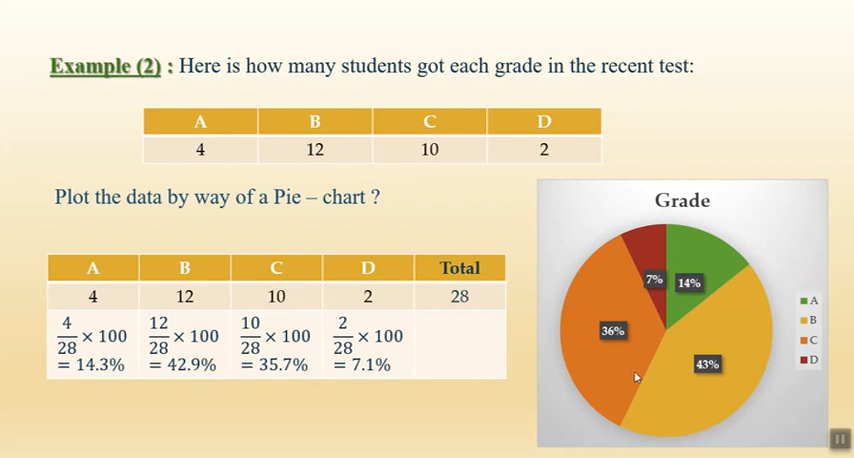 Example (2) : Here is how many students got each grade in the recent test:
A B C D
4 12 10 2
Plot the data by way of a Pie – chart ?
A B C D Total
4 12 10 2 28
4/28 × 100 = 14.3%
12/28 × 100 = 42.9%
10/28 × 100 = 35.7%
2/28 × 100 = 7.1%
Grade
7% 14%
36%
43%
A
B
C
D